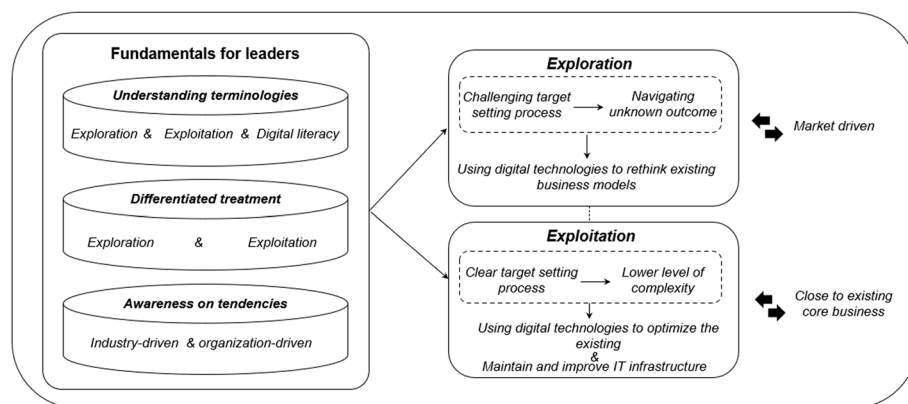 Fundamentals for leaders
Understanding terminologies
Exploration & Exploitation & Digital literacy
Differentiated treatment
Exploration & Exploitation
Awareness on tendencies
Industry-driven & organization-driven
Exploration
Challenging target
setting process
Navigating
unknown outcome
Using digital technologies to rethink existing
business models
Market driven
Exploitation
Clear target setting
process
Lower level of
complexity
Using digital technologies to optimize the
existing
&
Maintain and improve IT infrastructure
Close to existing
core business